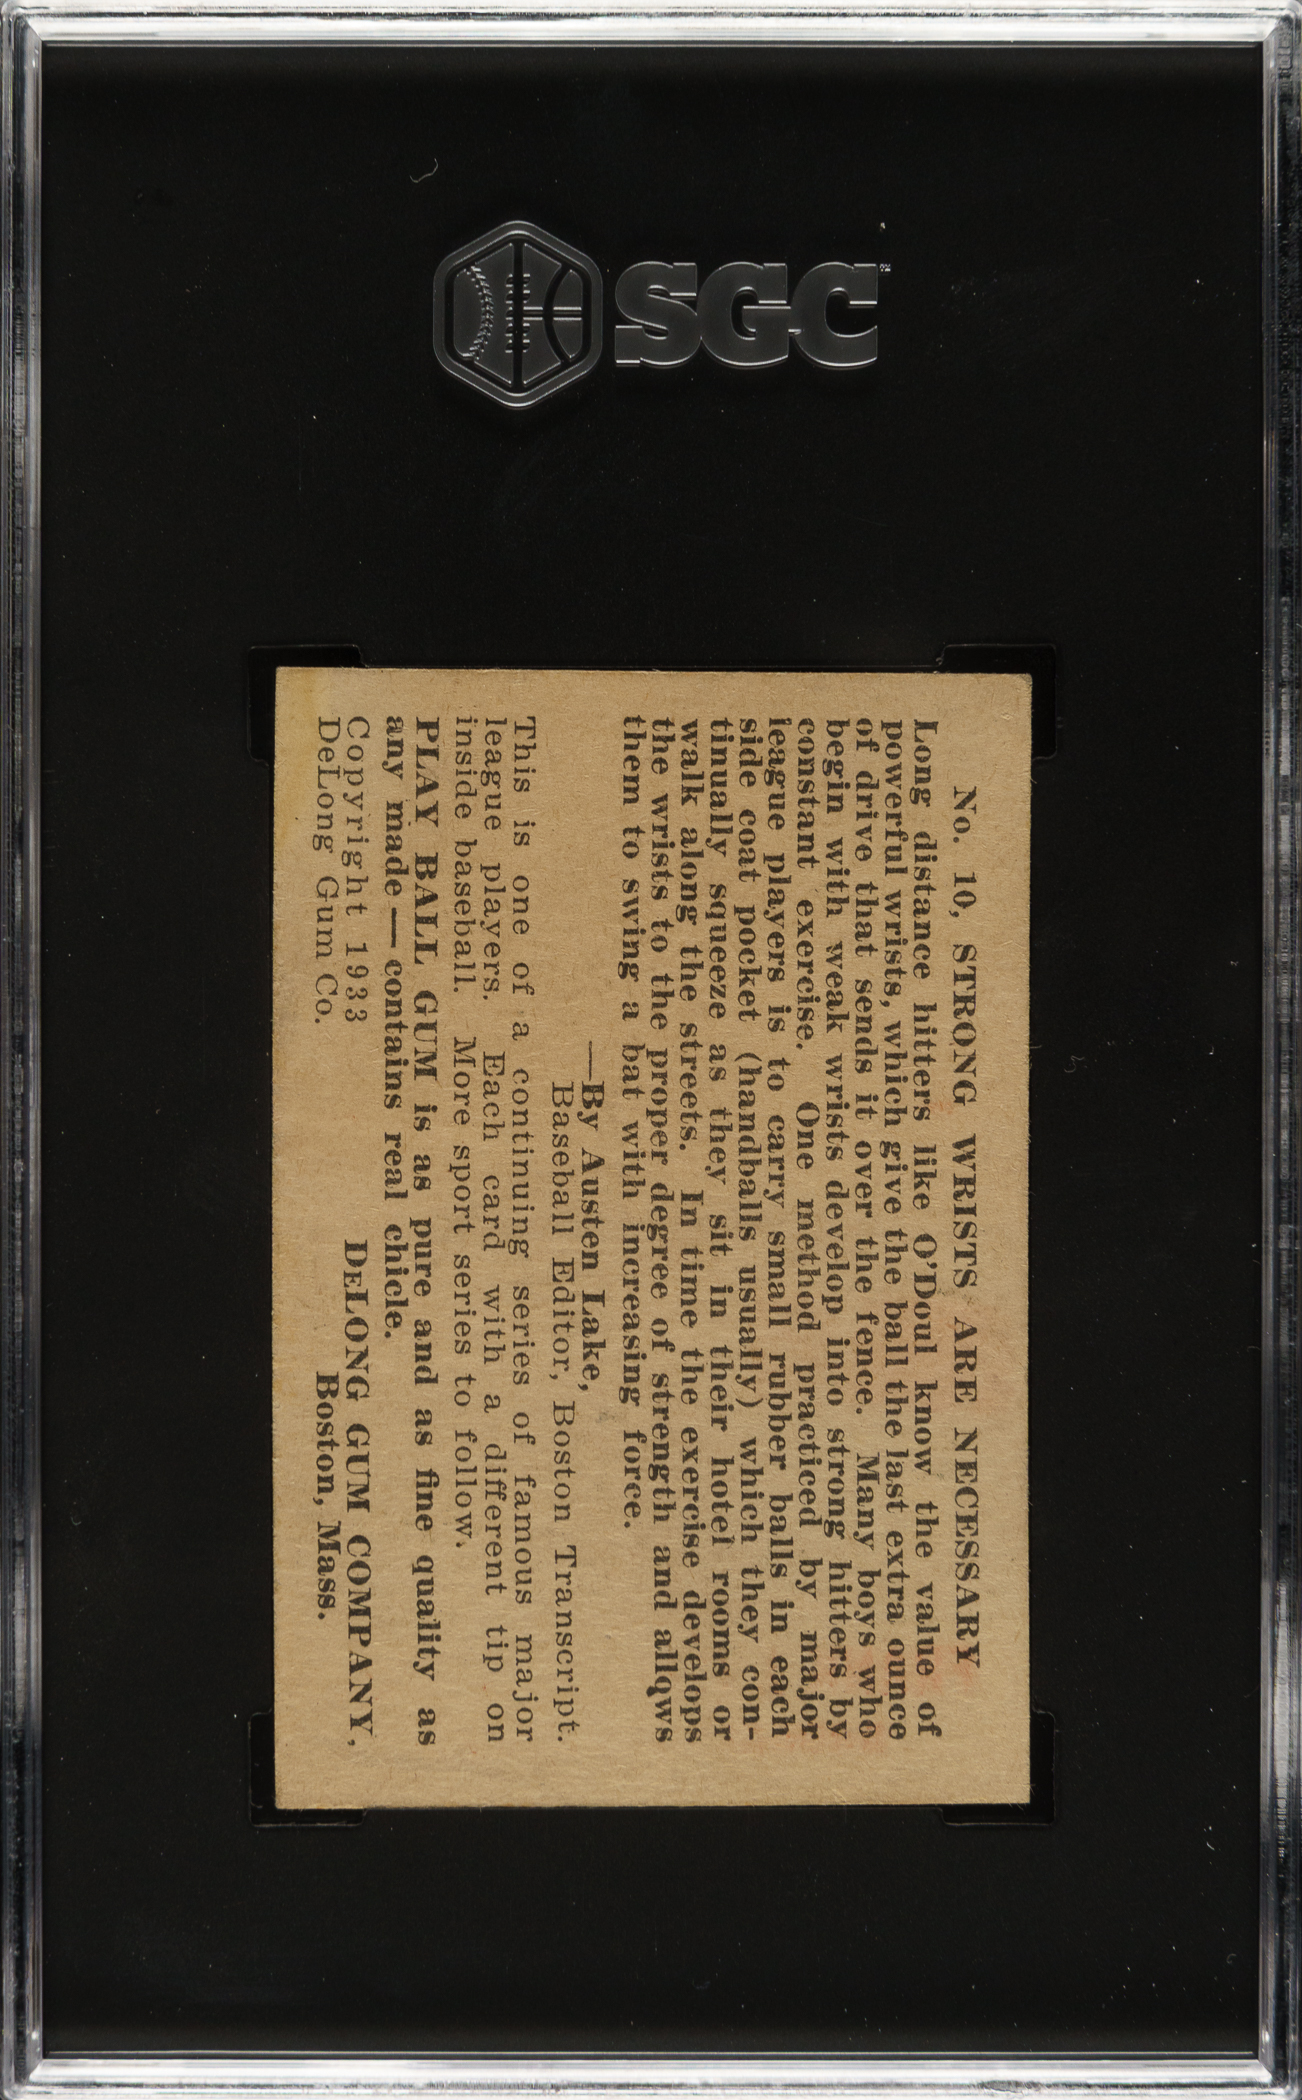 SGC
No. 10, STRONG WRISTS ARE NECESSARY
Long distance hitters like O'Doul know the value of
powerful wrists, which give the ball the last extra ounce
of drive that sends it over the fence. Many boys who
begin with weak wrists develop into strong hitters by
constant exercise. One method practiced by major
league players is to carry small rubber balls in each
side coat pocket (handballs usually) which they con-
tinually squeeze as they sit in their hotel rooms or
walk along the streets. In time the exercise develops
the wrists to the proper degree of strength and allows
them to swing a bat with increasing force.
—By Austen Lake,
Baseball Editor, Boston Transcript.
This is one of a continuing series of famous major
league players. Each card with a different tip on
inside baseball. More sport series to follow.
PLAY BALL GUM is as pure and as fine quality as
any made—contains real chicle.
Copyright 1933 DELONG GUM COMPANY,
DeLong Gum Co. Boston, Mass.